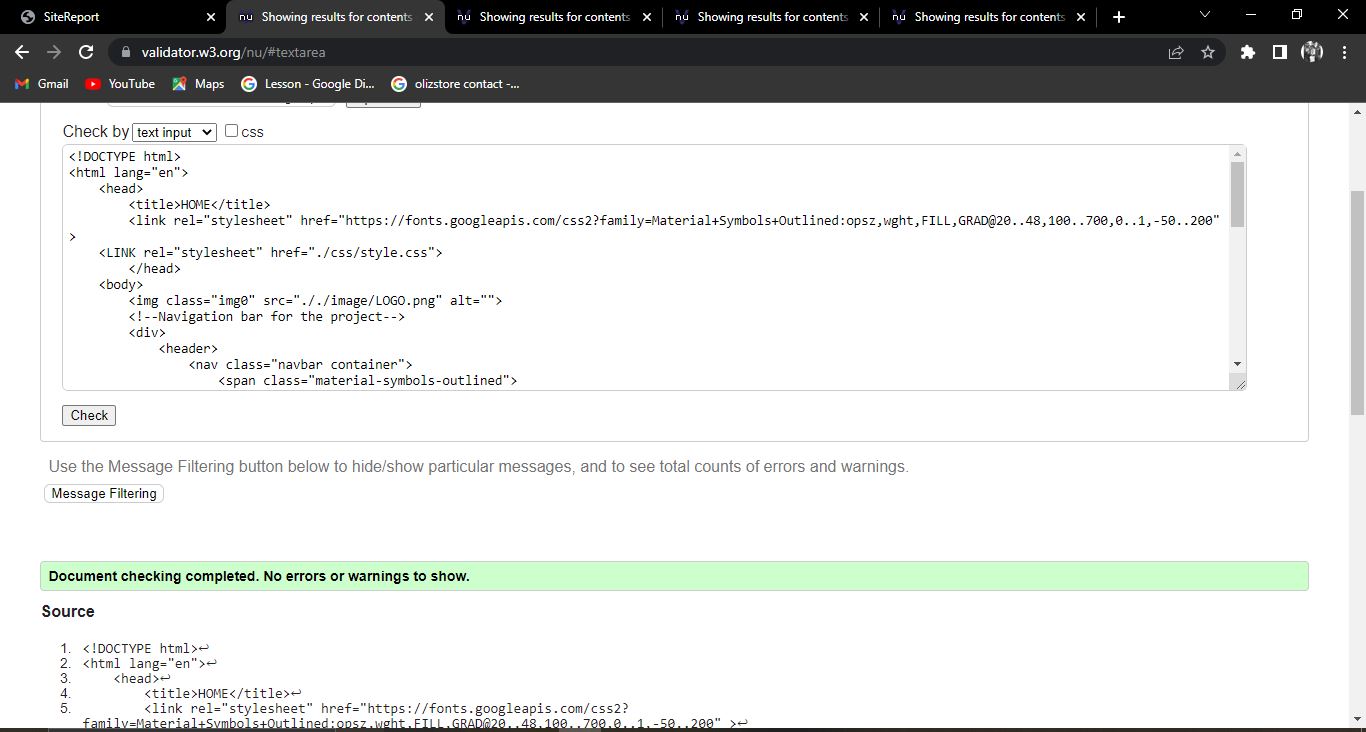 SiteReport
Showing results for contents
Showing results for contents
Showing results for contents
Showing results for contents
validator.w3.org/nu/#textarea
Gmail
YouTube
Maps
Lesson - Google Di...
olizstore contact -...
Check by text input css
<!DOCTYPE html>
<html lang="en">
<head>
<title>HOME</title>
<link rel="stylesheet" href="https://fonts.googleapis.com/css2?family=Material+Symbols+Outlined:opsz,wght,FILL,GRAD@20..48,100..700,0..1,-50..200"
>
<LINK rel="stylesheet" href="./css/style.css">
</head>
<body>
<img class="img0" src="././image/LOGO.png" alt="">
<!--Navigation bar for the project-->
<div>
<header>
<nav class="navbar container">
<span class="material-symbols-outlined">
Check
Use the Message Filtering button below to hide/show particular messages, and to see total counts of errors and warnings.
Message Filtering
Document checking completed. No errors or warnings to show.
Source
1. <!DOCTYPE html>↩
2. <html lang="en">↩
3. <head>↩
4. <title>HOME</title>↩
5. <link rel="stylesheet" href="https://fonts.googleapis.com/css2?
family=Material+Symbols+Outlined:opsz,wght,FILL,GRAD@20..48,100..700,0..1,-50..200" >↩